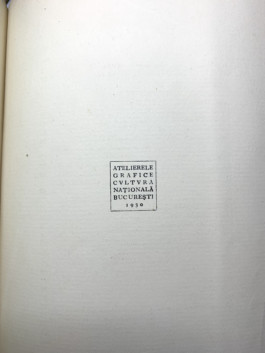 ATELIERELE
GRAFICE
CVLTVRA
NAȚIONALĂ
BUCUREȘTI
1930